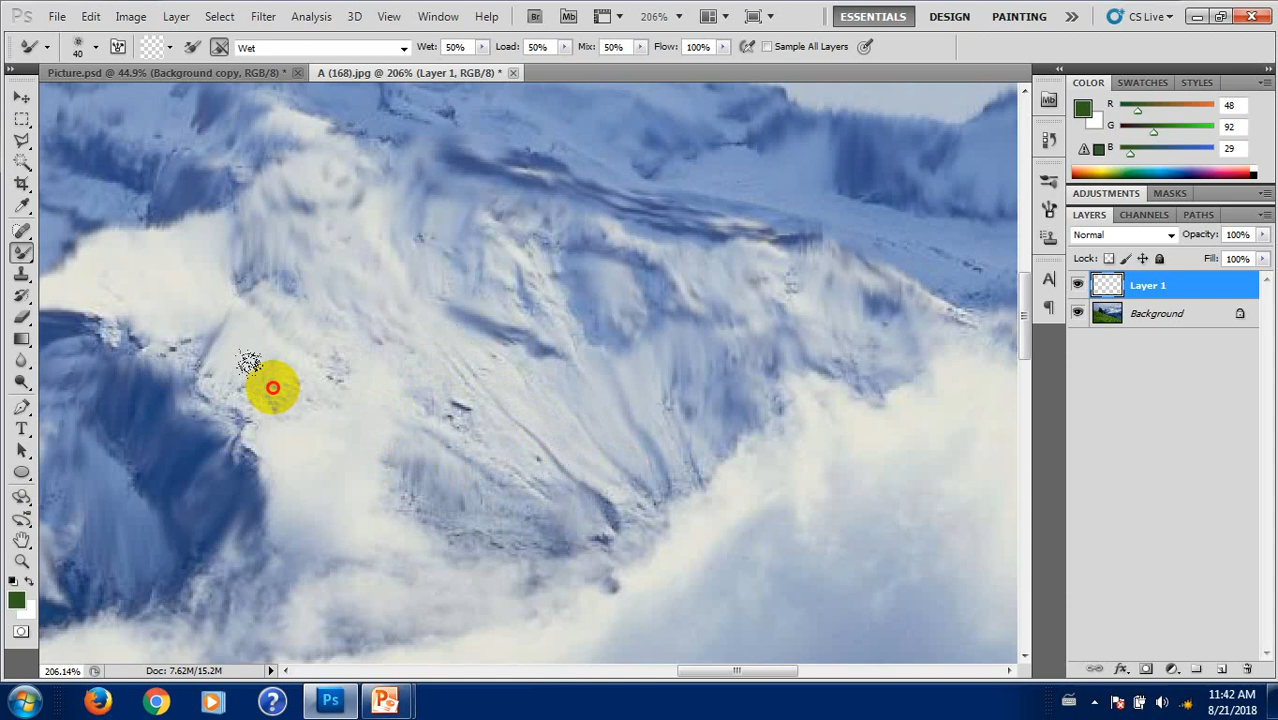 Ps File Edit Image Layer Select Filter Analysis 3D View Window Help Br Mb 206% ESSENTIALS DESIGN PAINTING CS Live
40 Wet Wet: 50% Load: 50% Mix: 50% Flow: 100% Sample All Layers
Picture.psd @ 44.9% (Background copy, RGB/8) * A (168).jpg @ 206% (Layer 1, RGB/8) *
COLOR SWATCHES STYLES
Mb
R 48
G 92
B 29
ADJUSTMENTS MASKS
LAYERS CHANNELS PATHS
Normal Opacity: 100%
Lock: Fill: 100%
Layer 1
Background
206.14% Doc: 7.62M/15.2M
11:42 AM
8/21/2018